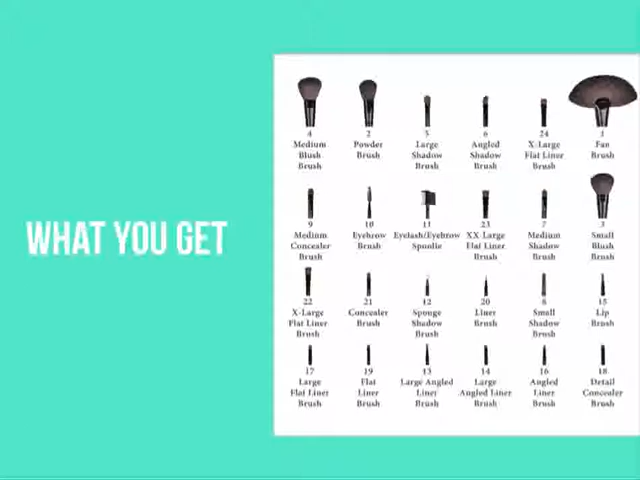 WHAT YOU GET
4 2 5 6 24 1
Medium Powder Large Angled X-Large Fan
Blush Brush Shadow Shadow Flat Liner Brush
Brush Brush Brush Brush
9 10 11 23 7 3
Medium Eyebrow Eyelash/Eyebrow XX-Large Medium Small
Concealer Brush Spoolie Flat Liner Shadow Blush
Brush Brush Brush Brush
22 21 12 20 8 15
X-Large Concealer Sponge Liner Small Lip
Flat Liner Brush Shadow Brush Shadow Brush
Brush Brush Brush
17 19 13 14 16 18
Large Flat Large Angled Large Angled Detail
Flat Liner Liner Liner Angled Liner Liner Concealer
Brush Brush Brush Brush Brush Brush